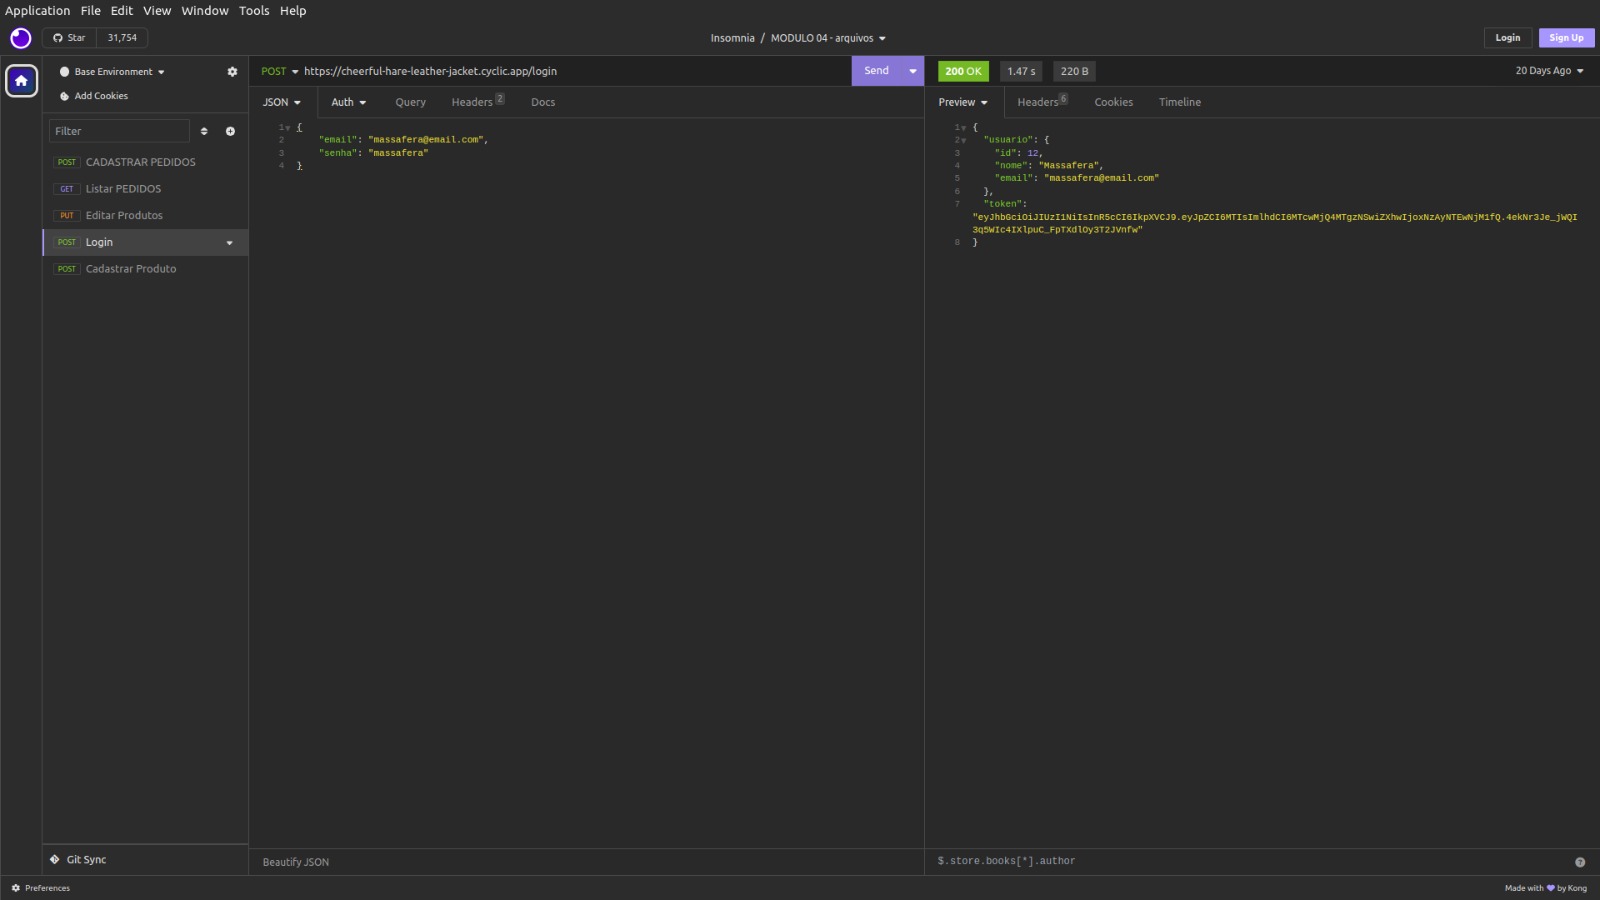 Application File Edit View Window Tools Help
Star 31,754
Insomnia / MODULO 04 - arquivos
Login Sign Up
Base Environment
Add Cookies
Filter
POST CADASTRAR PEDIDOS
GET Listar PEDIDOS
PUT Editar Produtos
POST Login
POST Cadastrar Produto
Git Sync
POST https://cheerful-hare-leather-jacket.cyclic.app/login
Send
JSON Auth Query Headers 2 Docs
1 {
2 "email": "massafera@email.com",
3 "senha": "massafera"
4 }
Beautify JSON
200 OK 1.47 s 220 B
20 Days Ago
Preview Headers 6 Cookies Timeline
1 {
2 "usuario": {
3 "id": 12,
4 "nome": "Massafera",
5 "email": "massafera@email.com"
6 },
7 "token":
"eyJhbGciOiJIUzI1NiIsInR5cCI6IkpXVCJ9.eyJpZCI6MTIsImlhdCI6MTcwMjQ4MTgzNSwiZXhwIjoxNzAyNTEwNjM1fQ.4ekNr3Je_jWQI
3q5WIc4IXlpuC_FpTXdlOy3T2JVnfw"
8 }
$.store.books[*].author
Preferences
Made with 💜 by Kong